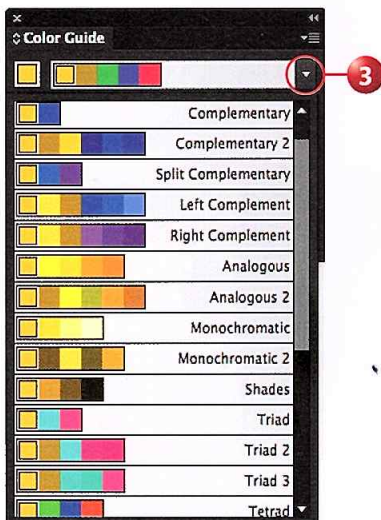 Color Guide
3
Complementary
Complementary 2
Split Complementary
Left Complement
Right Complement
Analogous
Analogous 2
Monochromatic
Monochromatic 2
Shades
Triad
Triad 2
Triad 3
Tetrad